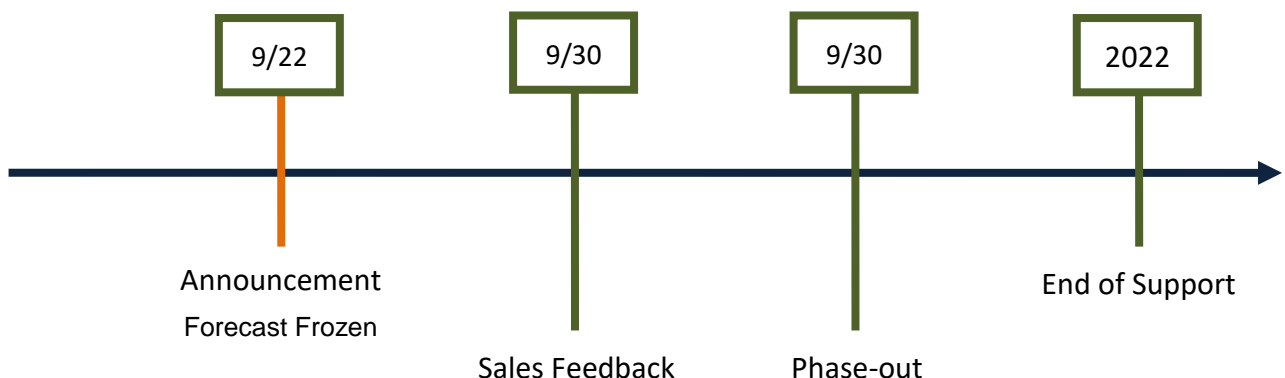 9/22
9/30
9/30
2022
Announcement
Forecast Frozen
End of Support
Sales Feedback
Phase-out